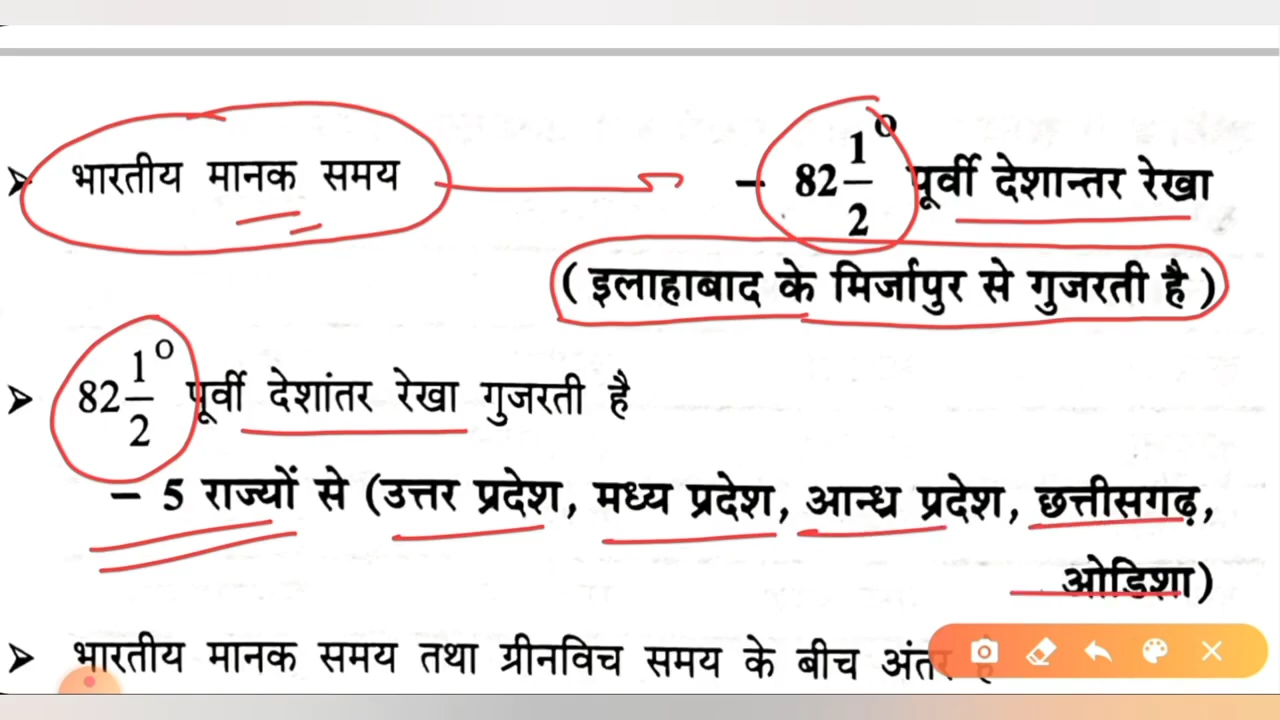 ➤ भारतीय मानक समय – 82 1/2° पूर्वी देशान्तर रेखा
( इलाहाबाद के मिर्जापुर से गुजरती है )
➤ 82 1/2° पूर्वी देशांतर रेखा गुजरती है
– 5 राज्यों से (उत्तर प्रदेश, मध्य प्रदेश, आन्ध्र प्रदेश, छत्तीसगढ़,
ओडिशा)
➤ भारतीय मानक समय तथा ग्रीनविच समय के बीच अंतर है